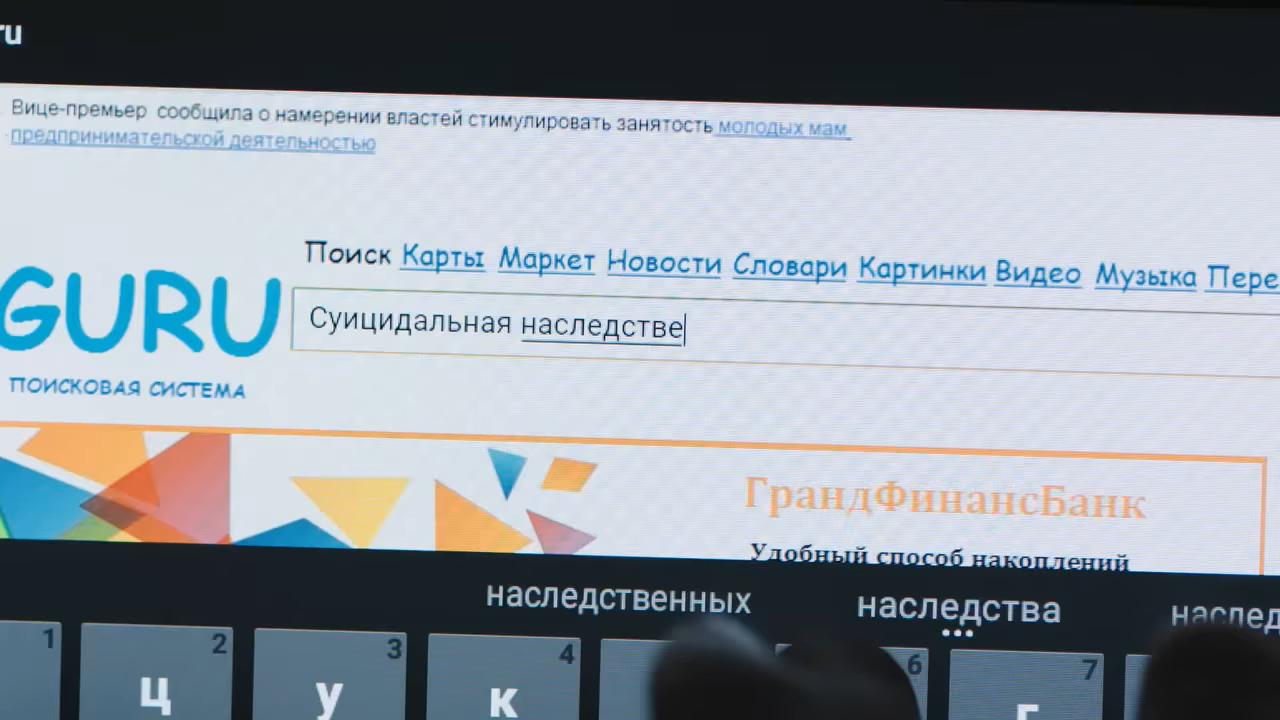 ru
Вице-премьер сообщила о намерении властей стимулировать занятость молодых мам
предпринимательской деятельностью
Поиск Карты Маркет Новости Словари Картинки Видео Музыка Пере
GURU
Суицидальная наследстве
ПОИСКОВАЯ СИСТЕМА
ГрандФинансБанк
Удобный способ накоплений
наследственных наследства наслед
1 2 3 4 6 7
ц у к г